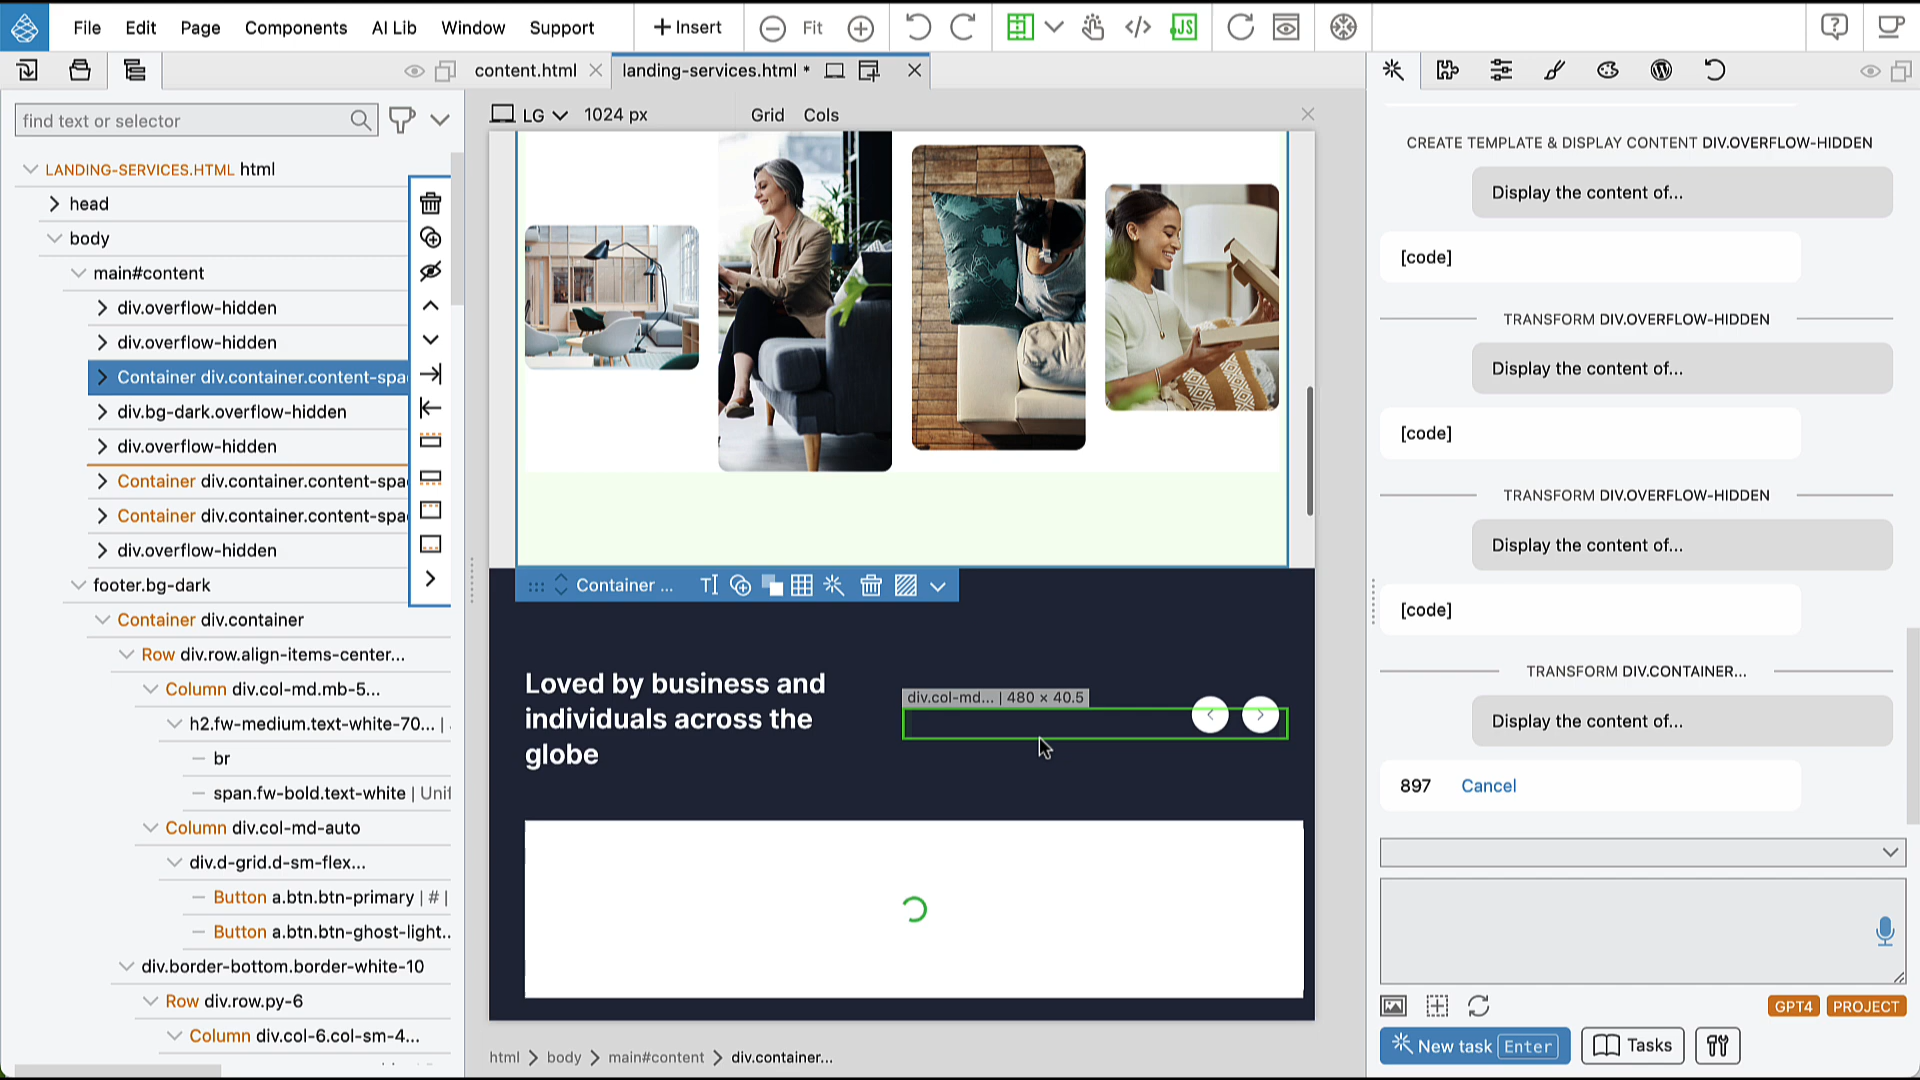 File Edit Page Components AI Lib Window Support
Insert
Fit
JS
content.html
landing-services.html *
find text or selector
LG 1024 px Grid Cols
LANDING-SERVICES.HTML html
head
body
main#content
div.overflow-hidden
div.overflow-hidden
Container div.container.content-spa
div.bg-dark.overflow-hidden
div.overflow-hidden
Container div.container.content-spa
Container div.container.content-spa
div.overflow-hidden
footer.bg-dark
Container div.container
Row div.row.align-items-center...
Column div.col-md.mb-5...
h2.fw-medium.text-white-70... |
br
span.fw-bold.text-white | Unif
Column div.col-md-auto
div.d-grid.d-sm-flex...
Button a.btn.btn-primary | # |
Button a.btn.btn-ghost-light..
div.border-bottom.border-white-10
Row div.row.py-6
Column div.col-6.col-sm-4...
Container ...
Loved by business and
individuals across the
globe
div.col-md... | 480 × 40.5
html > body > main#content > div.container...
CREATE TEMPLATE & DISPLAY CONTENT DIV.OVERFLOW-HIDDEN
Display the content of...
[code]
TRANSFORM DIV.OVERFLOW-HIDDEN
Display the content of...
[code]
TRANSFORM DIV.OVERFLOW-HIDDEN
Display the content of...
[code]
TRANSFORM DIV.CONTAINER...
Display the content of...
897 Cancel
GPT4 PROJECT
New task Enter
Tasks